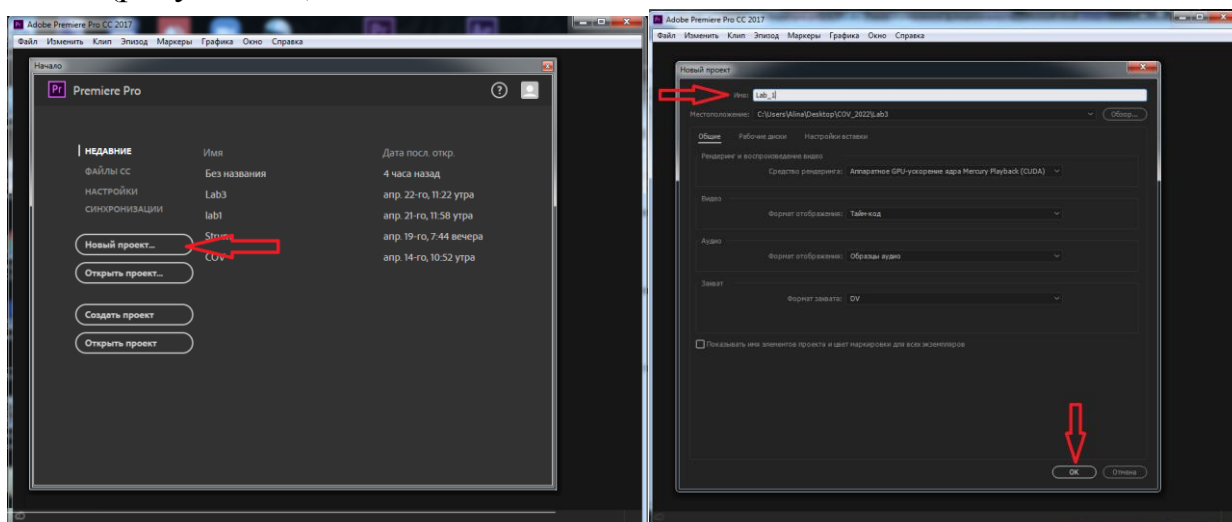 Adobe Premiere Pro CC 2017
Файл Изменить Клип Эпизод Маркеры Графика Окно Справка
Начало
Pr Premiere Pro
?
НЕДАВНИЕ
ФАЙЛЫ CC
НАСТРОЙКИ
СИНХРОНИЗАЦИИ
Новый проект...
Открыть проект...
Создать проект
Открыть проект
Имя Дата посл. откр.
Без названия 4 часа назад
Lab3 апр. 22-го, 11:22 утра
lab1 апр. 21-го, 11:58 утра
апр. 19-го, 7:44 вечера
COV апр. 14-го, 10:52 утра
Adobe Premiere Pro CC 2017
Файл Изменить Клип Эпизод Маркеры Графика Окно Справка
Новый проект
Имя: Lab_1
Местоположение: C:\Users\Alina\Desktop\COV_2022\Lab3 Обзор...
Общие Рабочие диски Настройки вставки
Рендеринг и воспроизведение видео
Средство рендеринга: Аппаратное GPU-ускорение ядра Mercury Playback (CUDA)
Видео
Формат отображения: Тайм-код
Аудио
Формат отображения: Образцы аудио
Захват
Формат захвата: DV
Показывать имя элементов проекта и цвет маркировки для всех экземпляров
ОК Отмена